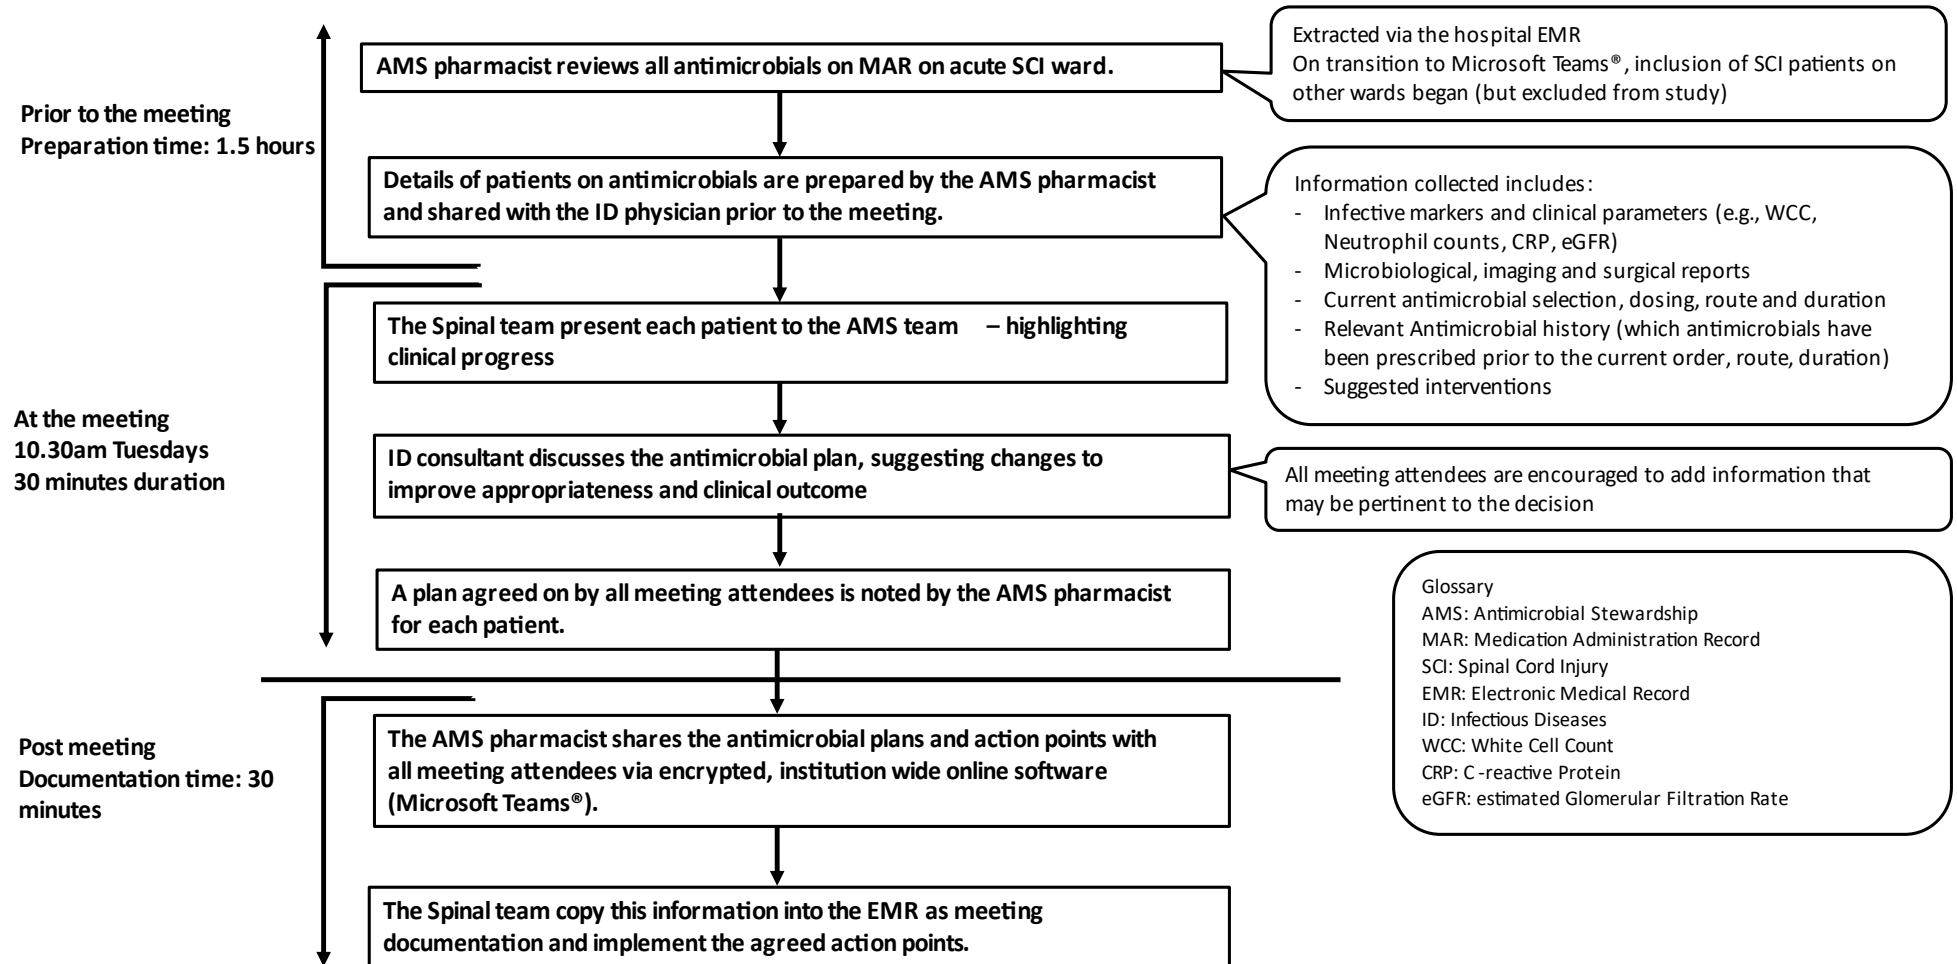 Extracted via the hospital EMR
On transition to Microsoft Teams®, inclusion of SCI patients on
other wards began (but excluded from study)
AMS pharmacist reviews all antimicrobials on MAR on acute SCI ward.
Prior to the meeting
Preparation time: 1.5 hours
Details of patients on antimicrobials are prepared by the AMS pharmacist
and shared with the ID physician prior to the meeting.
Information collected includes:
- Infective markers and clinical parameters (e.g., WCC,
Neutrophil counts, CRP, eGFR)
- Microbiological, imaging and surgical reports
- Current antimicrobial selection, dosing, route and duration
- Relevant Antimicrobial history (which antimicrobials have
been prescribed prior to the current order, route, duration)
- Suggested interventions
The Spinal team present each patient to the AMS team – highlighting
clinical progress
At the meeting
10.30am Tuesdays
30 minutes duration
ID consultant discusses the antimicrobial plan, suggesting changes to
improve appropriateness and clinical outcome
All meeting attendees are encouraged to add information that
may be pertinent to the decision
A plan agreed on by all meeting attendees is noted by the AMS pharmacist
for each patient.
Glossary
AMS: Antimicrobial Stewardship
MAR: Medication Administration Record
SCI: Spinal Cord Injury
EMR: Electronic Medical Record
ID: Infectious Diseases
WCC: White Cell Count
CRP: C -reactive Protein
eGFR: estimated Glomerular Filtration Rate
Post meeting
Documentation time: 30
minutes
The AMS pharmacist shares the antimicrobial plans and action points with
all meeting attendees via encrypted, institution wide online software
(Microsoft Teams®).
The Spinal team copy this information into the EMR as meeting
documentation and implement the agreed action points.